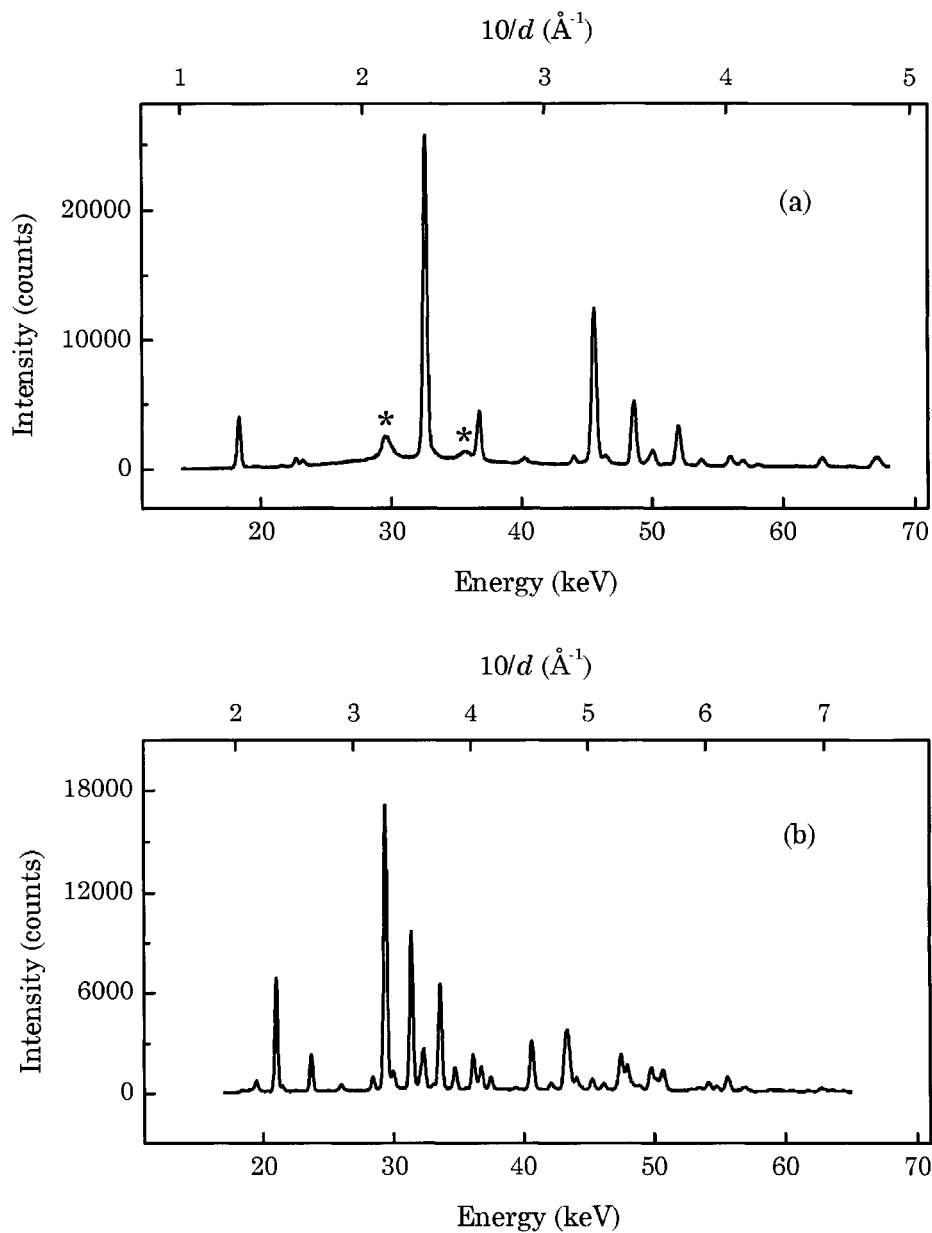 10/d (Å-1)
1 2 3 4 5
(a)
20000
10000
0
* *
Intensity (counts)
20 30 40 50 60 70
Energy (keV)
10/d (Å-1)
2 3 4 5 6 7
(b)
18000
12000
6000
0
Intensity (counts)
20 30 40 50 60 70
Energy (keV)